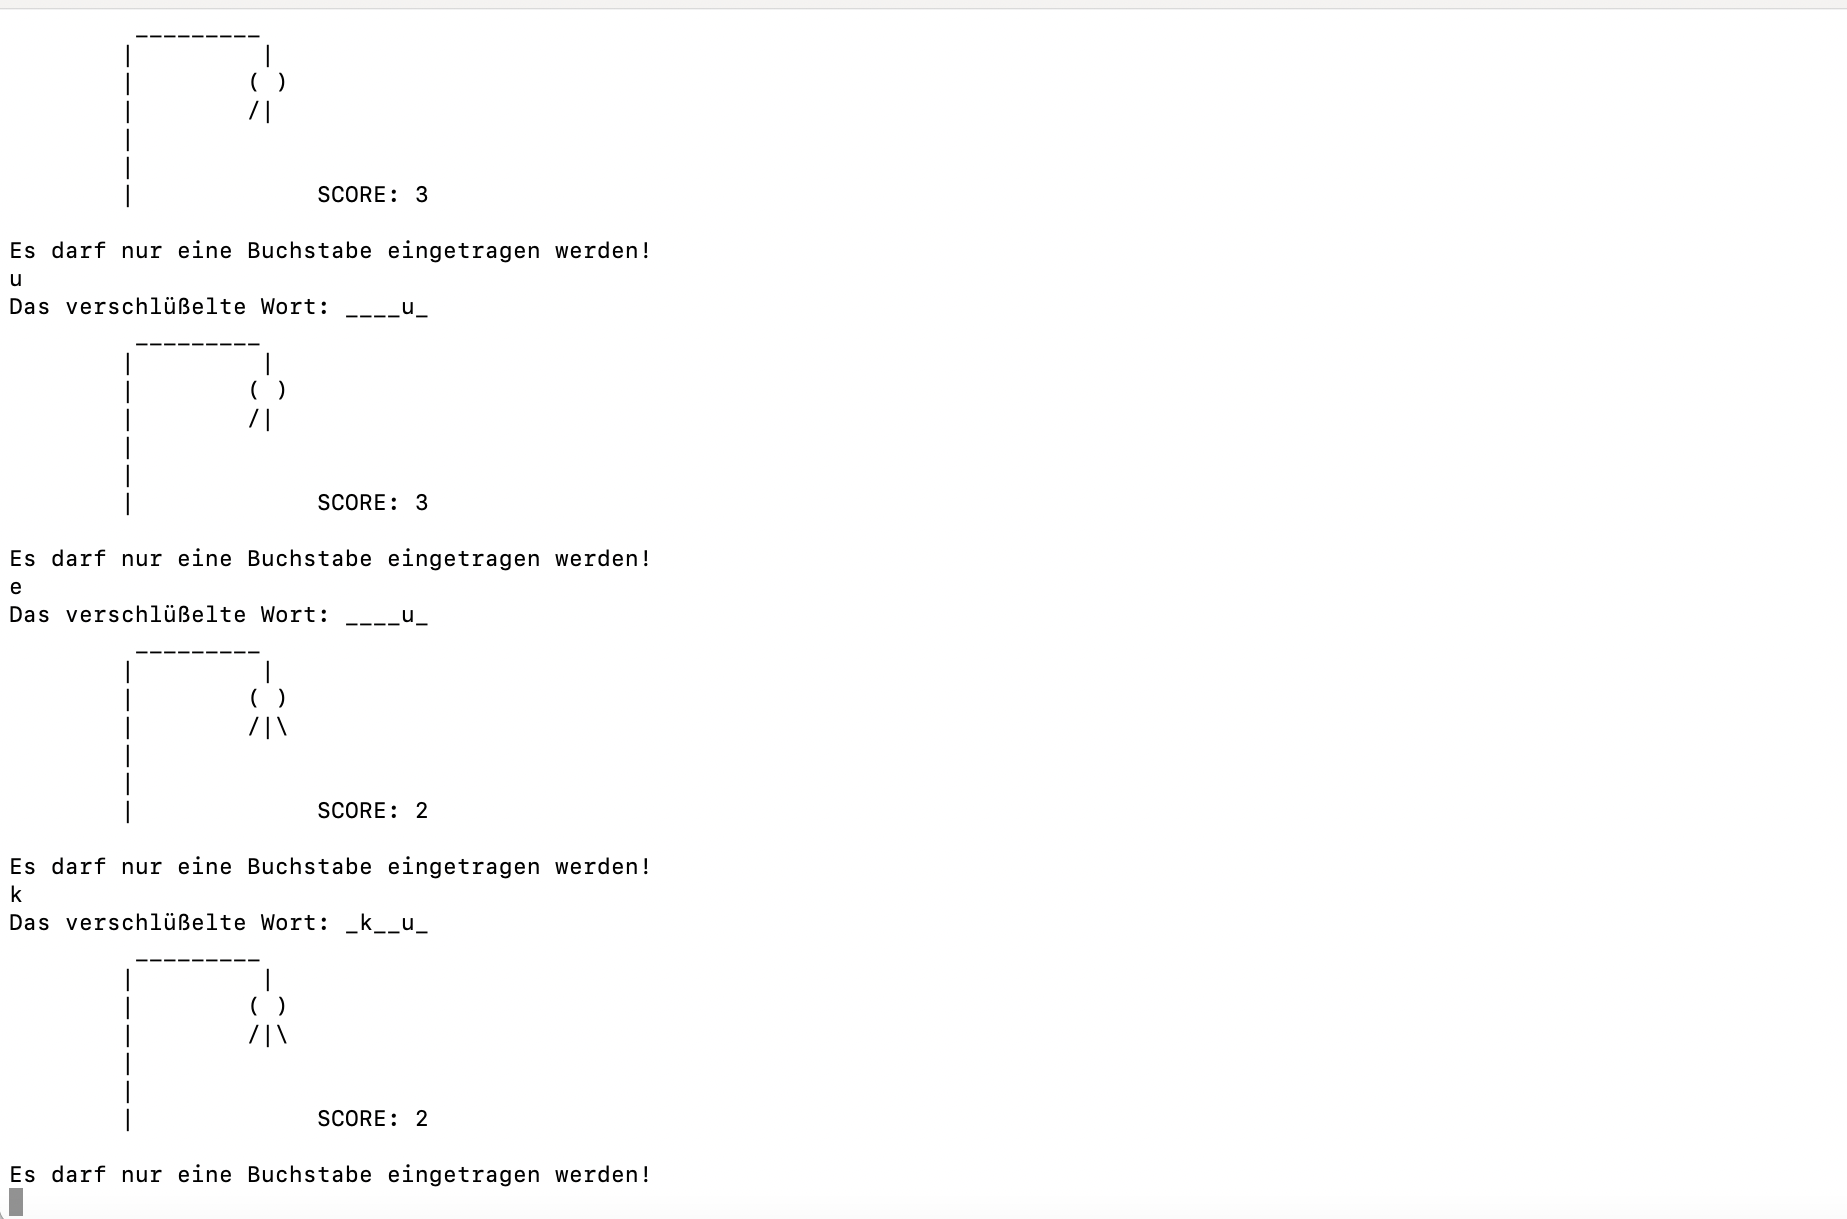 _________
|         |
|        ( )
|        /|
|
|
|             SCORE: 3
Es darf nur eine Buchstabe eingetragen werden!
u
Das verschlüßelte Wort: ____u_
 _________
|         |
|        ( )
|        /|
|
|
|             SCORE: 3
Es darf nur eine Buchstabe eingetragen werden!
e
Das verschlüßelte Wort: ____u_
 _________
|         |
|        ( )
|        /|\
|
|
|             SCORE: 2
Es darf nur eine Buchstabe eingetragen werden!
k
Das verschlüßelte Wort: _k__u_
 _________
|         |
|        ( )
|        /|\
|
|
|             SCORE: 2
Es darf nur eine Buchstabe eingetragen werden!